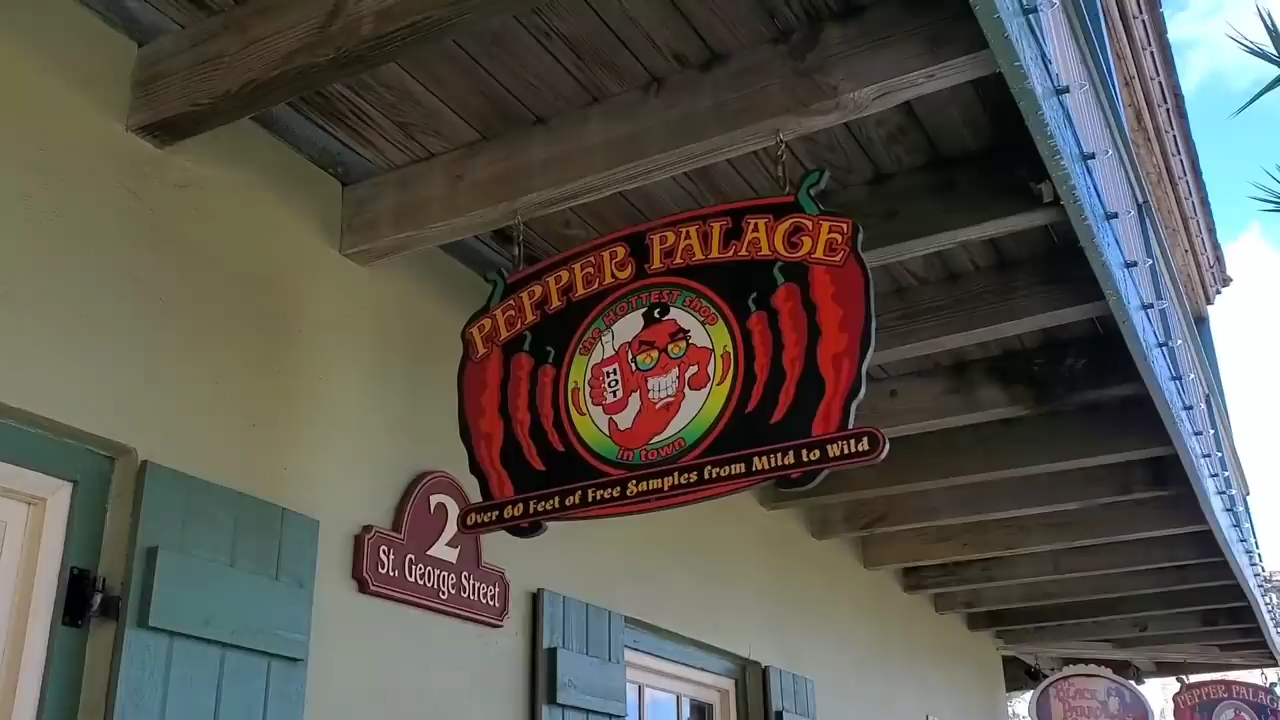 PEPPER PALACE
the HOTTEST shop
HOT
in town
Over 60 Feet of Free Samples from Mild to Wild
2
St. George Street
PEPPER PALAC